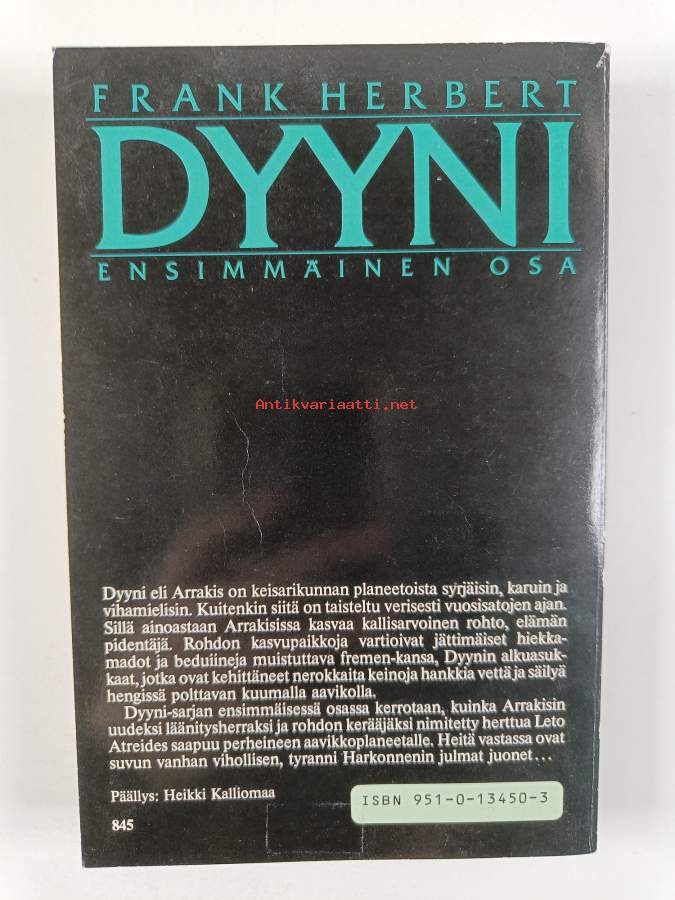 FRANK HERBERT
DYYNI
ENSIMMÄINEN OSA
Antikvariaatti.net
Dyyni eli Arrakis on keisarikunnan planeetoista syrjäisin, karuin ja
vihamielisin. Kuitenkin siitä on taisteltu verisesti vuosisatojen ajan.
Sillä ainoastaan Arrakisissa kasvaa kallisarvoinen rohto, elämän
pidentäjä. Rohdon kasvupaikkoja vartioivat jättimäiset hiekka-
madot ja beduiineja muistuttava fremen-kansa, Dyynin alkuasuk-
kaat, jotka ovat kehittäneet nerokkaita keinoja hankkia vettä ja säilyä
hengissä polttavan kuumalla aavikolla.
Dyyni-sarjan ensimmäisessä osassa kerrotaan, kuinka Arrakisin
uudeksi läänitysherraksi ja rohdon kerääjäksi nimitetty herttua Leto
Atreides saapuu perheineen aavikkoplaneetalle. Heitä vastassa ovat
suvun vanhan vihollisen, tyranni Harkonnenin julmat juonet...
Päällys: Heikki Kalliomaa
ISBN 951-0-13450-3
845